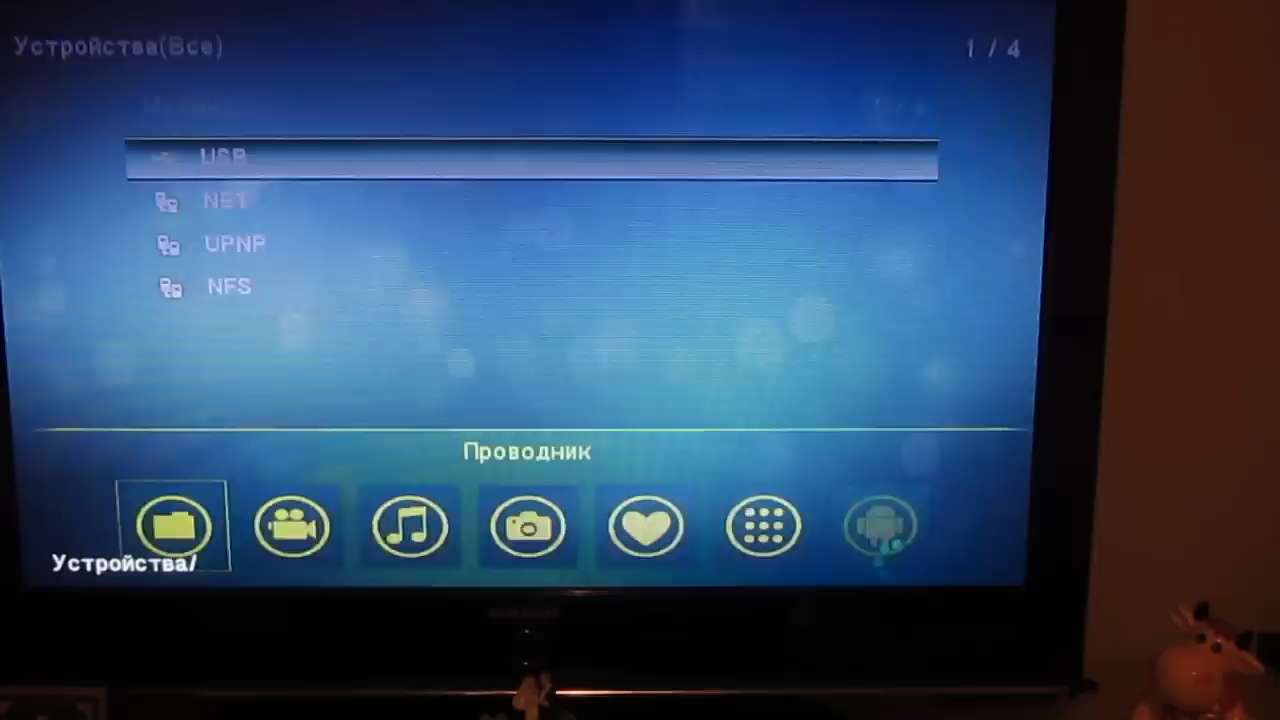 Устройства(Все)
1 / 4
USB
NET
UPNP
NFS
Проводник
Устройства/